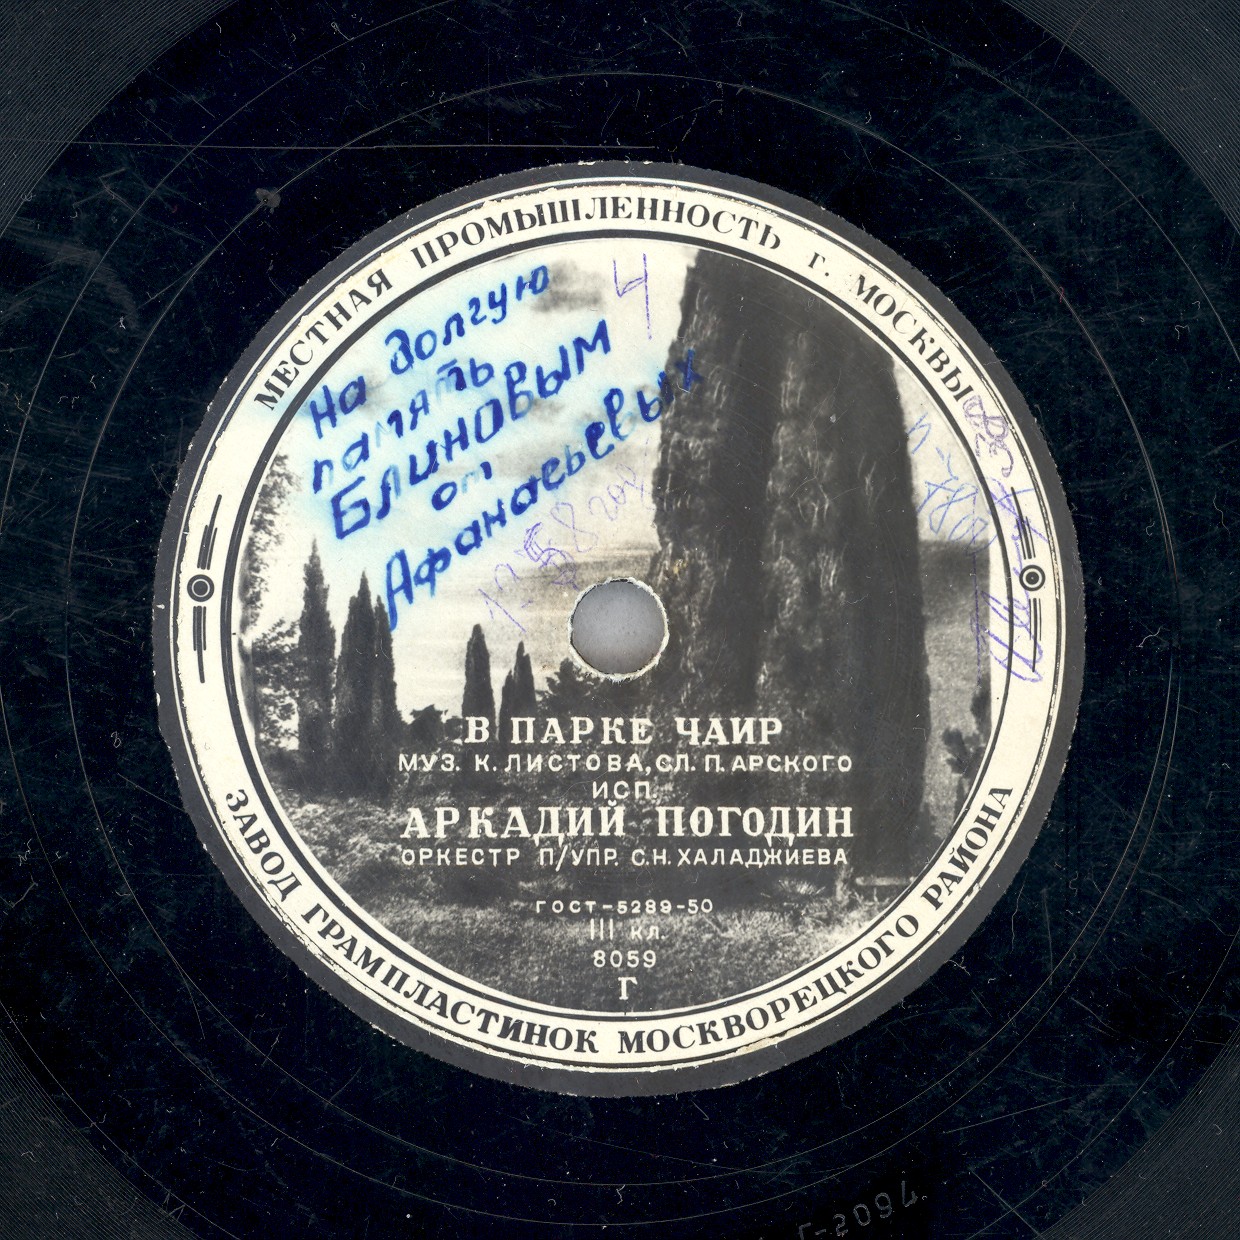 МЕСТНАЯ ПРОМЫШЛЕННОСТЬ г. МОСКВЫ
4
На долгую
память
Блиновым
от
Афанасьевых
В ПАРКЕ ЧАИР
МУЗ. К. ЛИСТОВА, СЛ. П. АРСКОГО
ИСП.
АРКАДИЙ ПОГОДИН
ОРКЕСТР П/УПР. С.Н. ХАЛАДЖИЕВА
ГОСТ-5289-50
III КЛ.
8059
Г
ЗАВОД ГРАМПЛАСТИНОК МОСКВОРЕЦКОГО РАЙОНА
Г-2094.